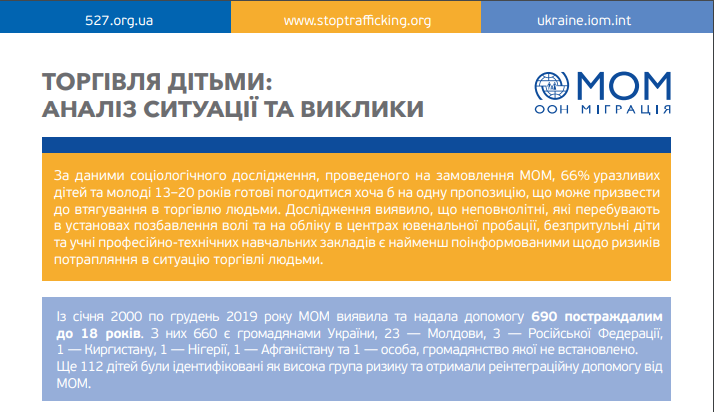 527.org.ua
www.stoptrafficking.org
ukraine.iom.int
ТОРГІВЛЯ ДІТЬМИ:
АНАЛІЗ СИТУАЦІЇ ТА ВИКЛИКИ
МОМ
ООН МІГРАЦІЯ
За даними соціологічного дослідження, проведеного на замовлення МОМ, 66% уразливих
дітей та молоді 13–20 років готові погодитися хоча б на одну пропозицію, що може призвести
до втягування в торгівлю людьми. Дослідження виявило, що неповнолітні, які перебувають
в установах позбавлення волі та на обліку в центрах ювенальної пробації, безпритульні діти
та учні професійно-технічних навчальних закладів є найменш поінформованими щодо ризиків
потрапляння в ситуацію торгівлі людьми.
Із січня 2000 по грудень 2019 року МОМ виявила та надала допомогу 690 постраждалим
до 18 років. З них 660 є громадянами України, 23 — Молдови, 3 — Російської Федерації,
1 — Киргистану, 1 — Нігерії, 1 — Афганістану та 1 — особа, громадянство якої не встановлено.
Ще 112 дітей були ідентифіковані як висока група ризику та отримали реінтеграційну допомогу від
МОМ.